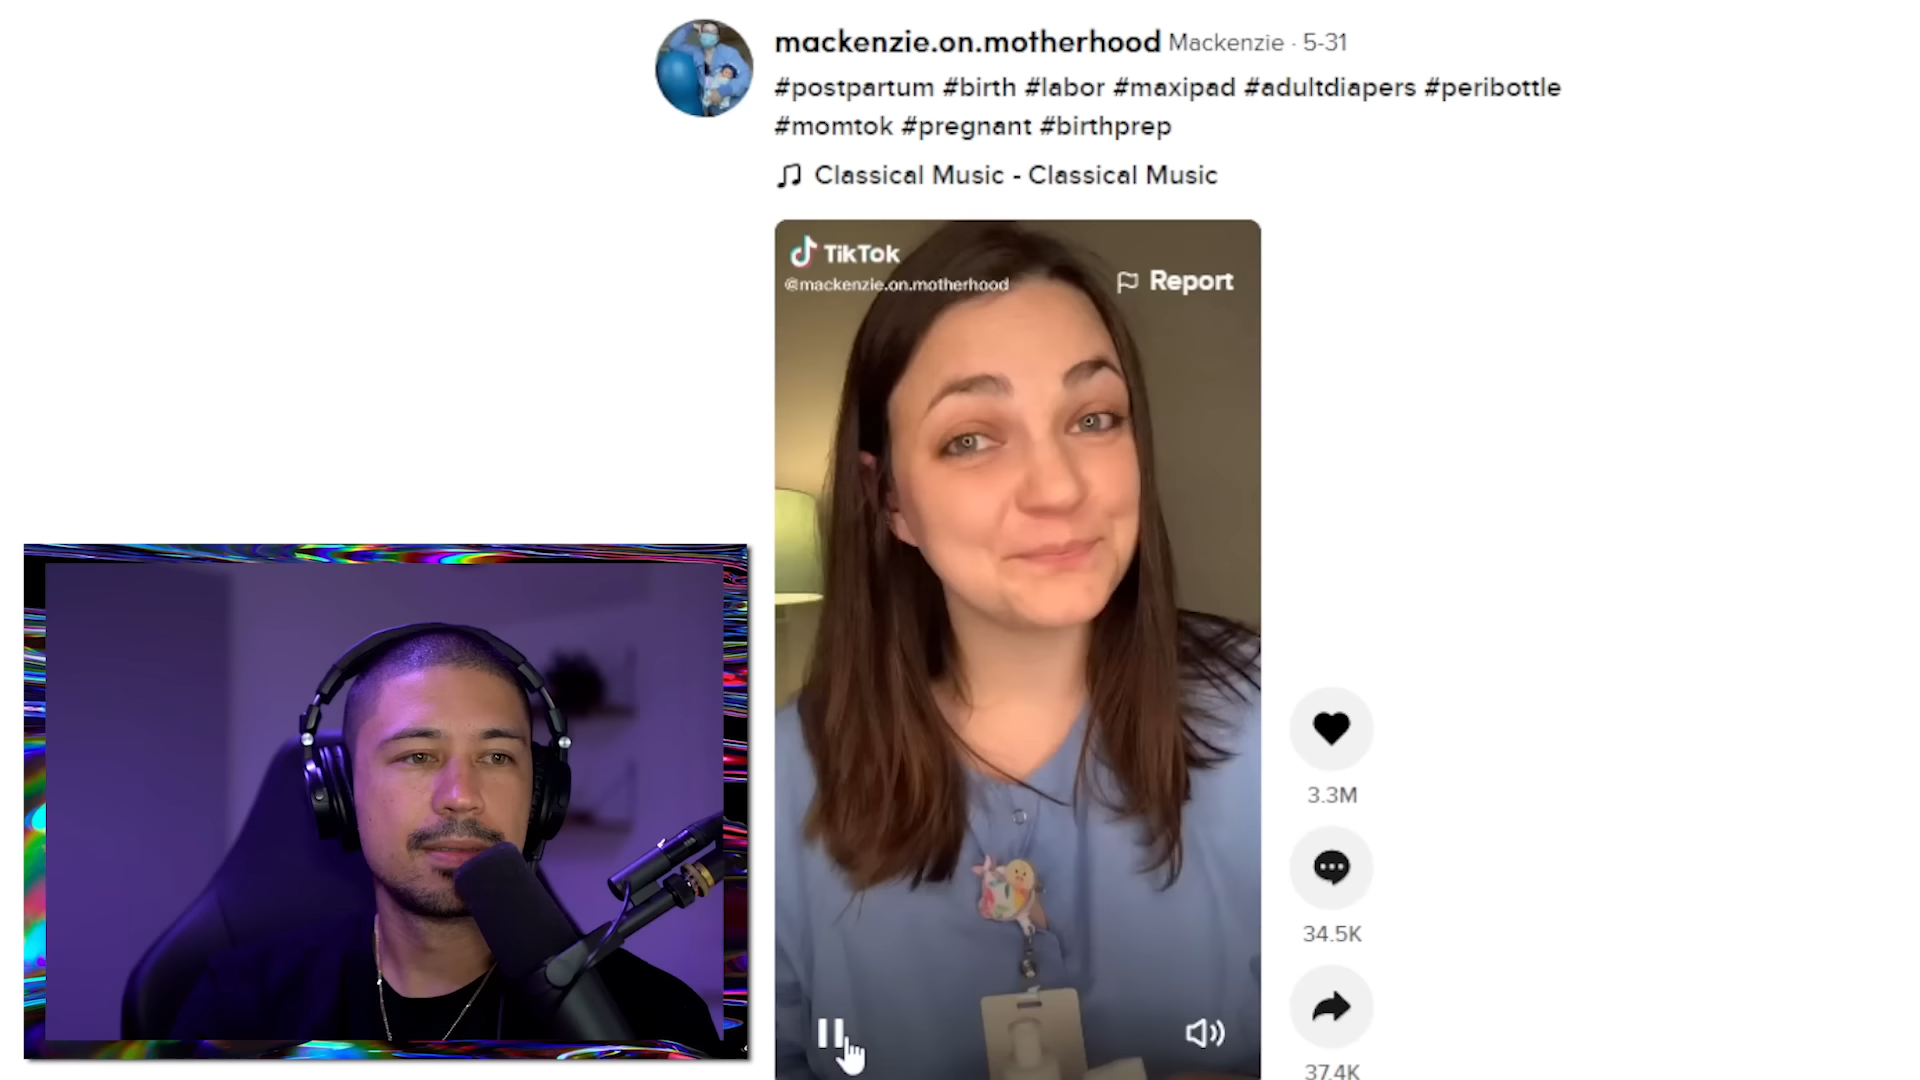 mackenzie.on.motherhood Mackenzie · 5-31
#postpartum #birth #labor #maxipad #adultdiapers #peribottle
#momtok #pregnant #birthprep
Classical Music - Classical Music
TikTok
@mackenzie.on.motherhood
Report
3.3M
34.5K
37.4K